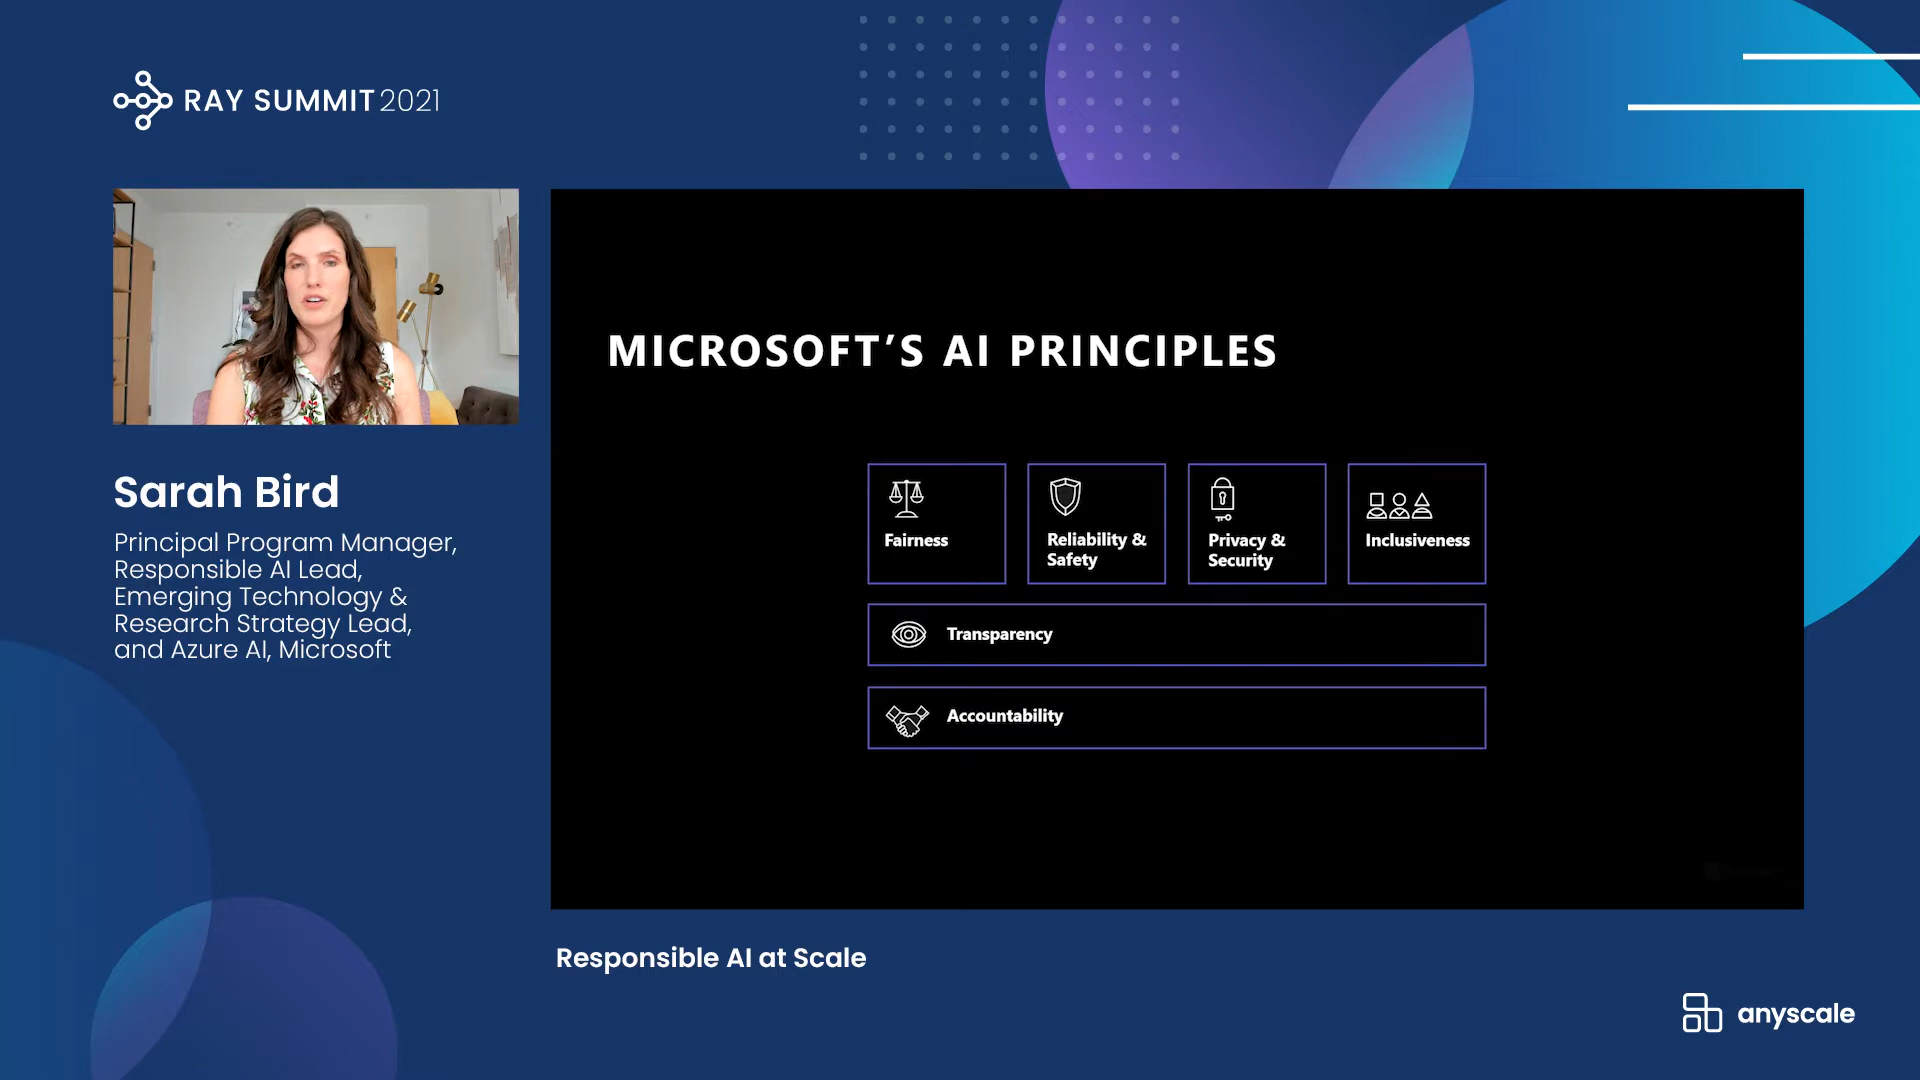 RAY SUMMIT 2021
Sarah Bird
Principal Program Manager,
Responsible AI Lead,
Emerging Technology &
Research Strategy Lead,
and Azure AI, Microsoft
MICROSOFT’S AI PRINCIPLES
Fairness
Reliability &
Safety
Privacy &
Security
Inclusiveness
Transparency
Accountability
Responsible AI at Scale
anyscale